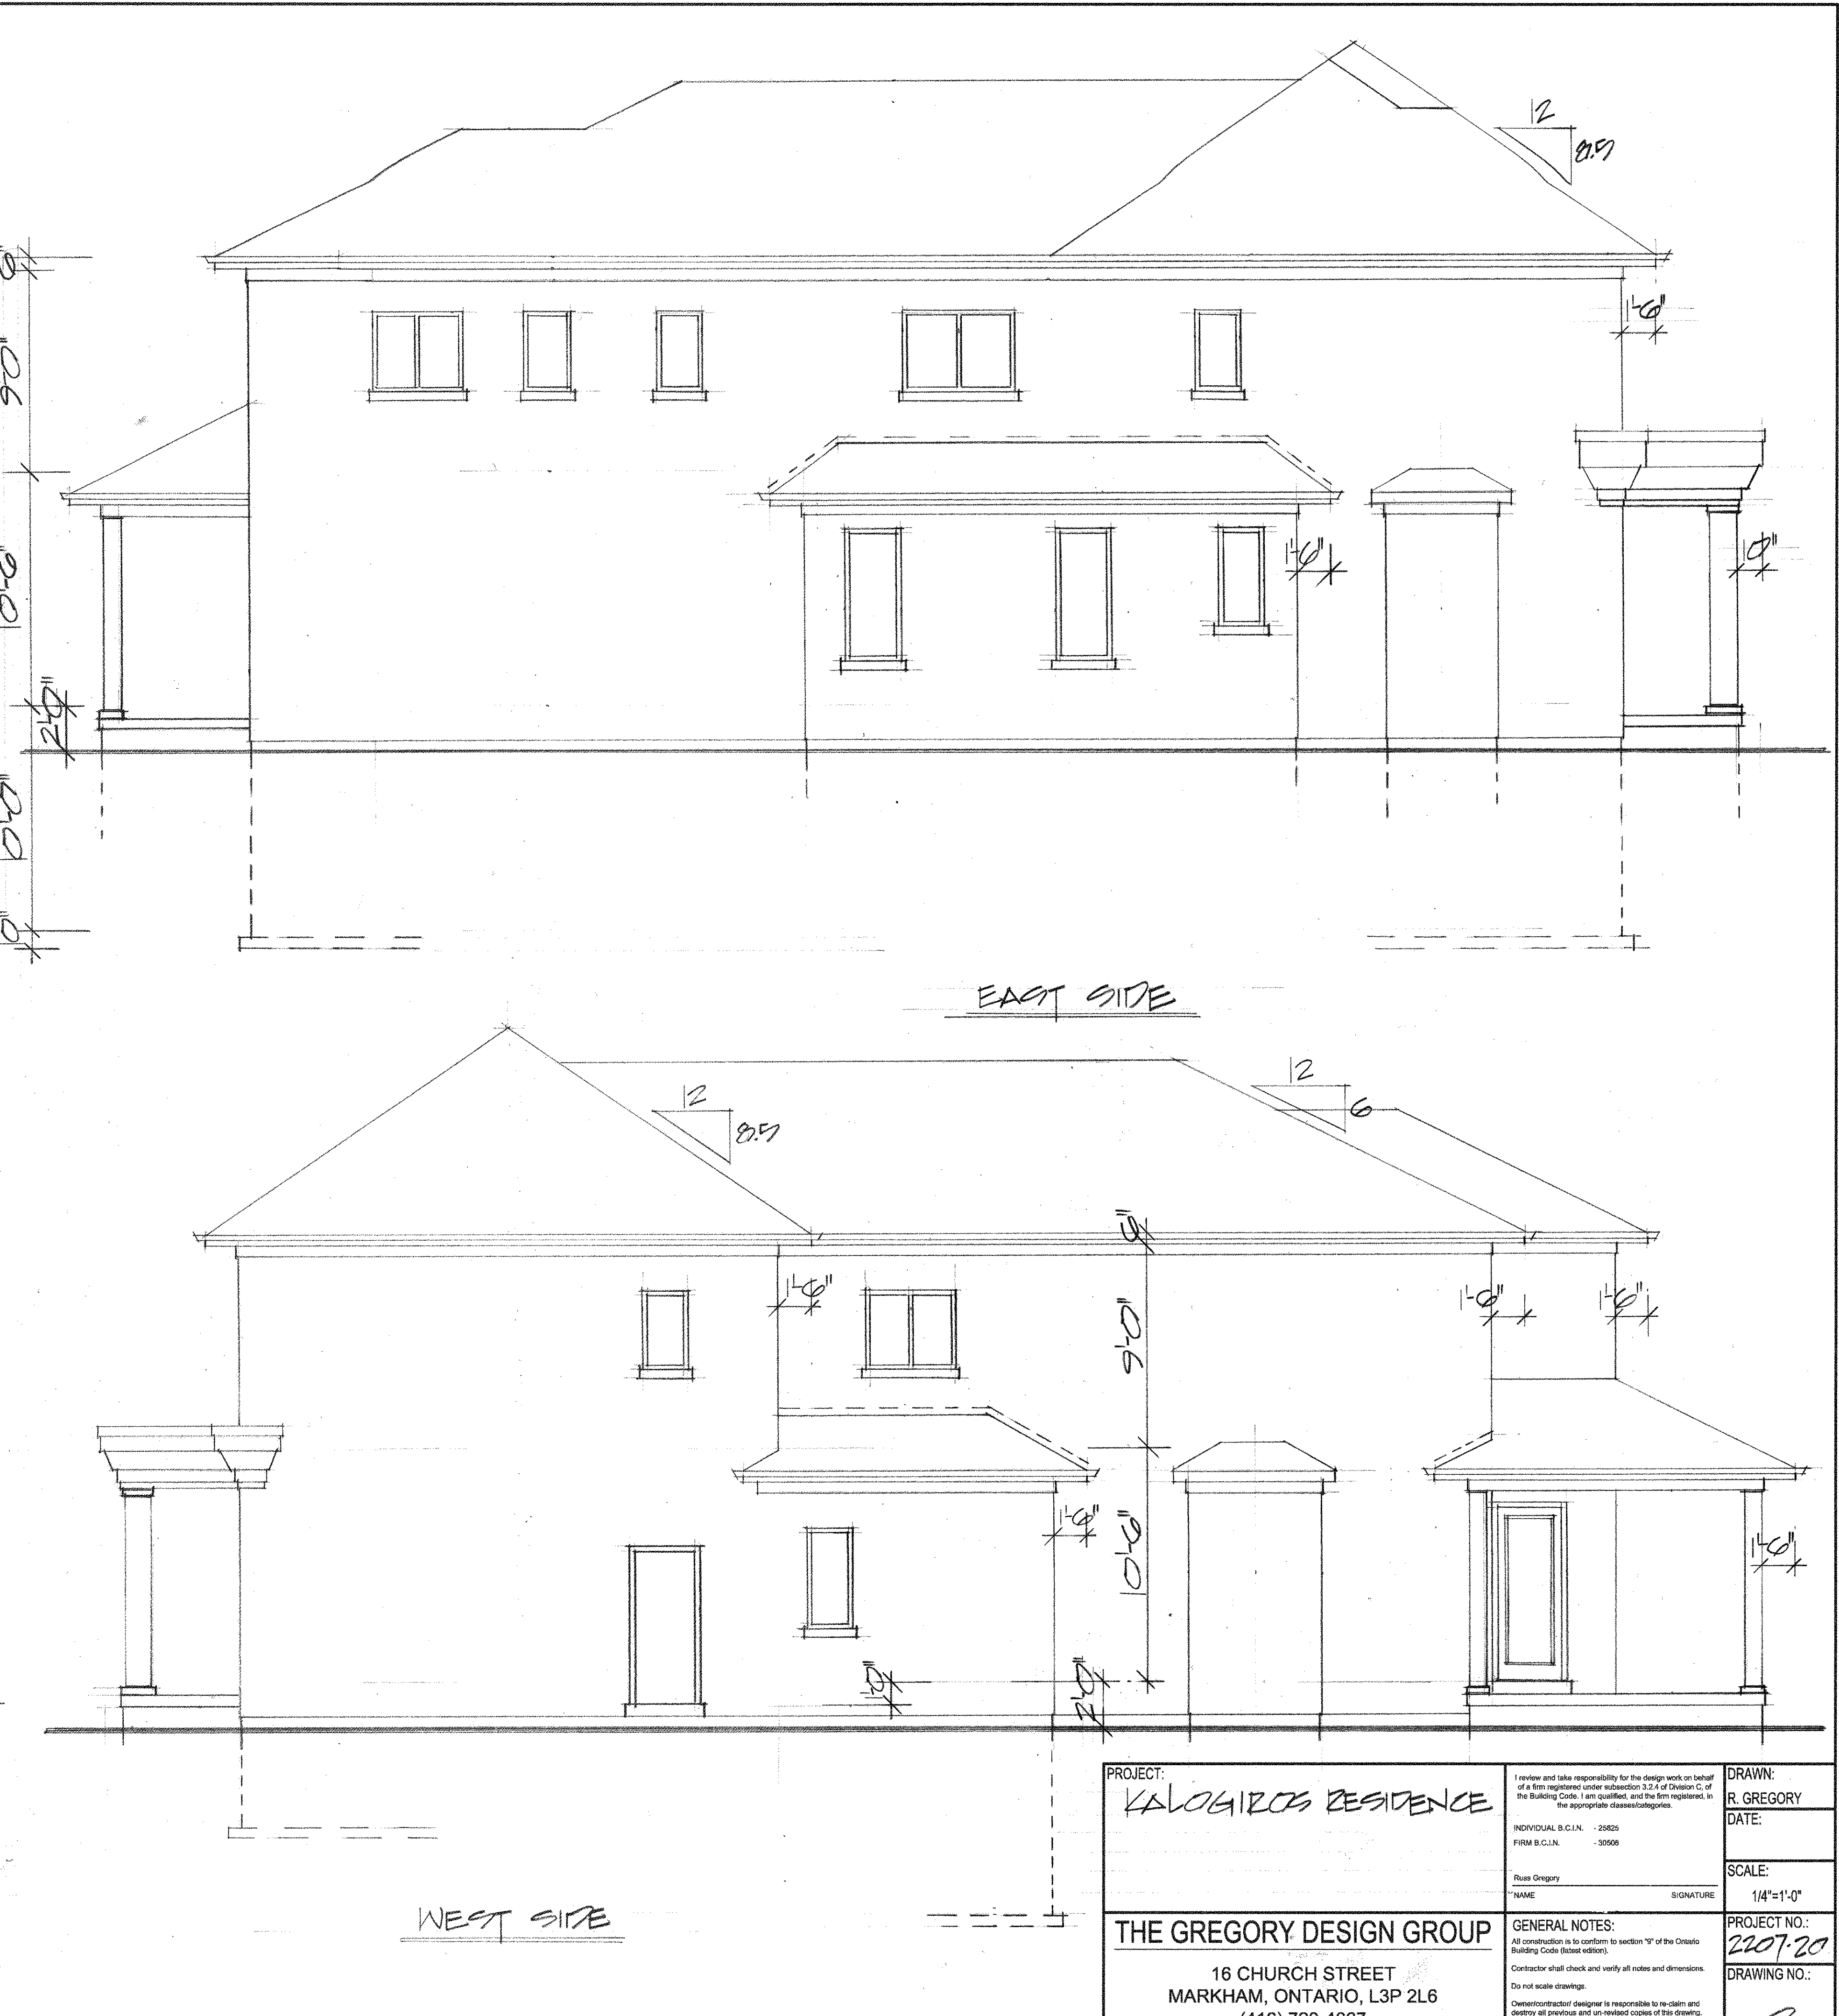 12
8.5
6"
9'-0"
10'-6"
2'-0"
1'-6"
1'-6"
EAST SIDE
12
8.5
12
6
6"
1'-6"
9'-0"
1'-6"
1'-6"
1'-6"
10'-6"
1'-6"
1'-0"
2'-0"
WEST SIDE
PROJECT:
KALOGIROS RESIDENCE
I review and take responsibility for the design work on behalf
of a firm registered under subsection 3.2.4 of Division C, of
the Building Code. I am qualified, and the firm registered, in
the appropriate classes/categories.
INDIVIDUAL B.C.I.N. - 25825
FIRM B.C.I.N. - 30506
Russ Gregory
NAME SIGNATURE
DRAWN:
R. GREGORY
DATE:
SCALE:
1/4"=1'-0"
THE GREGORY DESIGN GROUP
16 CHURCH STREET
MARKHAM, ONTARIO, L3P 2L6
GENERAL NOTES:
All construction is to conform to section "9" of the Ontario
Building Code (latest edition).
Contractor shall check and verify all notes and dimensions.
Do not scale drawings.
Owner/contractor/ designer is responsible to re-claim and
destroy all previous and un-revised copies of this drawing.
PROJECT NO.:
2207-20
DRAWING NO.: